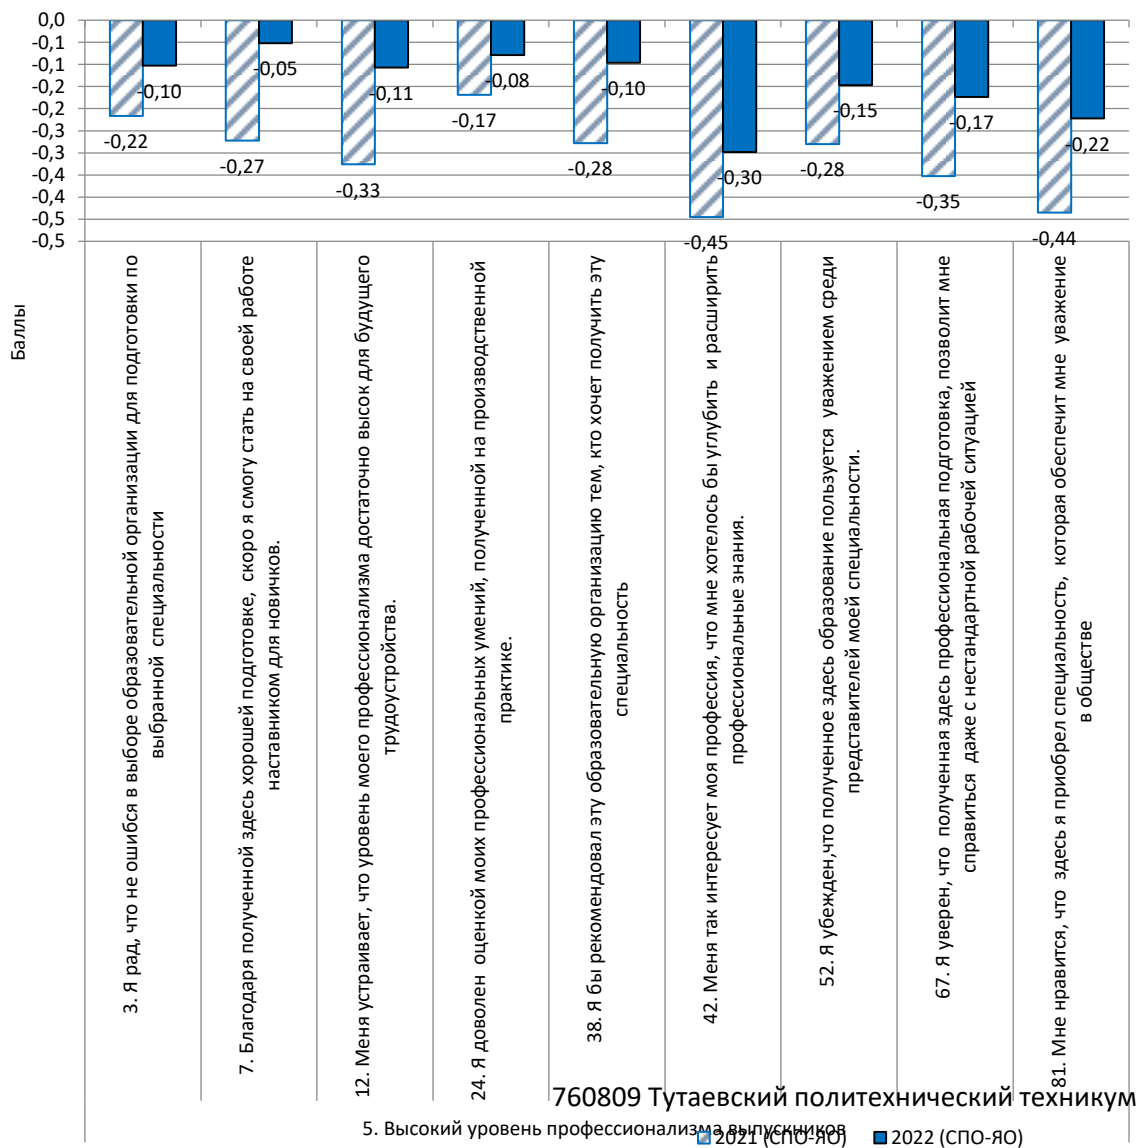 0,0
-0,1
-0,1
-0,2
-0,2
-0,3
-0,3
-0,4
-0,4
-0,5
-0,5
Баллы
-0,22
-0,10
-0,27
-0,05
-0,33
-0,11
-0,17
-0,08
-0,28
-0,10
-0,45
-0,30
-0,28
-0,15
-0,35
-0,17
-0,44
-0,22
3. Я рад, что не ошибся в выборе образовательной организации для подготовки по
выбранной специальности
7. Благодаря полученной здесь хорошей подготовке, скоро я смогу стать на своей работе
наставником для новичков.
12. Меня устраивает, что уровень моего профессионализма достаточно высок для будущего
трудоустройства.
24. Я доволен оценкой моих профессиональных умений, полученной на производственной
практике.
38. Я бы рекомендовал эту образовательную организацию тем, кто хочет получить эту
специальность
42. Меня так интересует моя профессия, что мне хотелось бы углубить и расширить
профессиональные знания.
52. Я убежден,что полученное здесь образование пользуется уважением среди
представителей моей специальности.
67. Я уверен, что полученная здесь профессиональная подготовка, позволит мне
справиться даже с нестандартной рабочей ситуацией
81. Мне нравится, что здесь я приобрел специальность, которая обеспечит мне уважение
в обществе
760809 Тутаевский политехнический техникум
5. Высокий уровень профессионализма выпускников
2021 (СПО-ЯО)
2022 (СПО-ЯО)